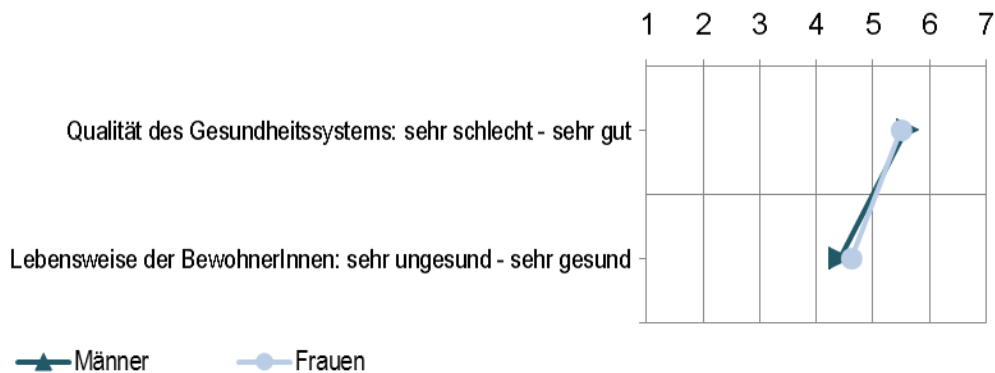 1 2 3 4 5 6 7
Qualität des Gesundheitssystems: sehr schlecht - sehr gut
Lebensweise der BewohnerInnen: sehr ungesund - sehr gesund
Männer Frauen